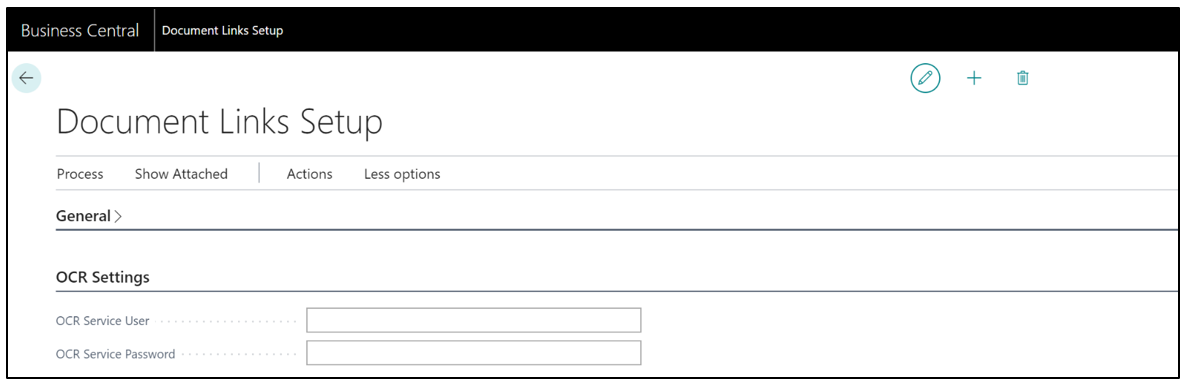 Business Central Document Links Setup
Document Links Setup
Process Show Attached Actions Less options
General
OCR Settings
OCR Service User
OCR Service Password